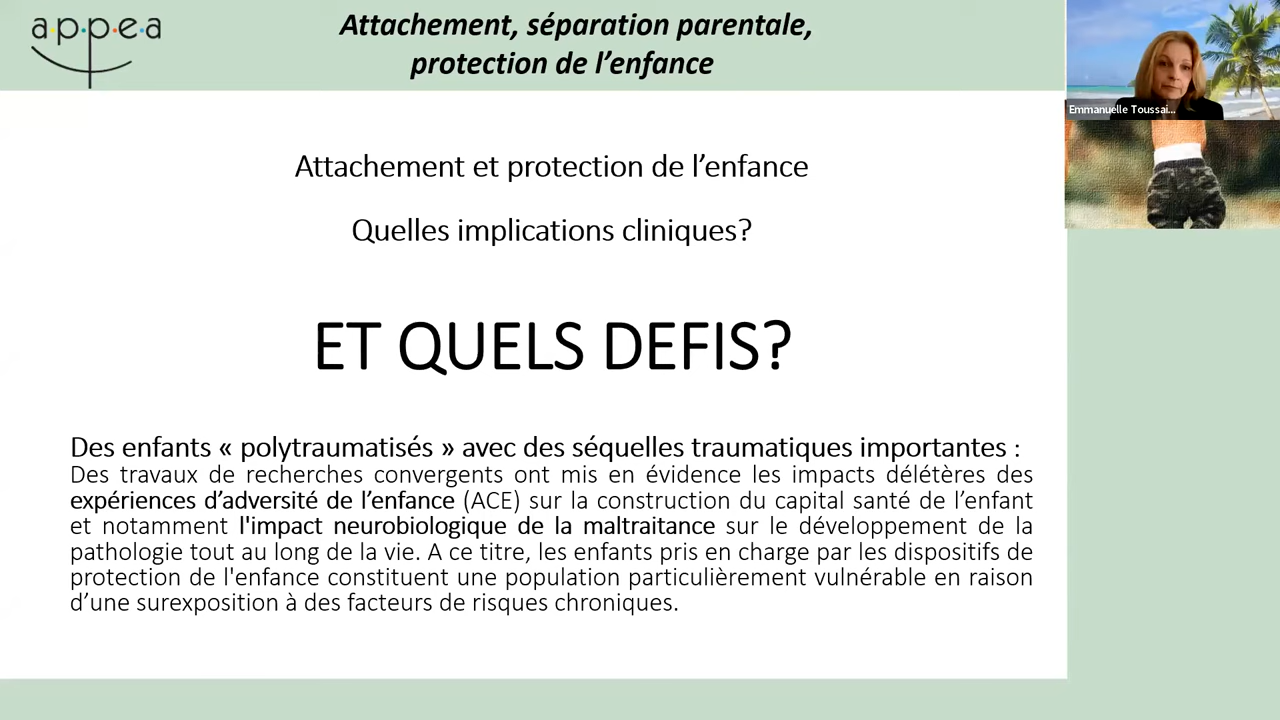 appea
Attachement, séparation parentale,
protection de l’enfance
Emmanuelle Toussai...
Attachement et protection de l’enfance
Quelles implications cliniques?
ET QUELS DEFIS?
Des enfants « polytraumatisés » avec des séquelles traumatiques importantes :
Des travaux de recherches convergents ont mis en évidence les impacts délétères des
expériences d’adversité de l’enfance (ACE) sur la construction du capital santé de l’enfant
et notamment l'impact neurobiologique de la maltraitance sur le développement de la
pathologie tout au long de la vie. A ce titre, les enfants pris en charge par les dispositifs de
protection de l'enfance constituent une population particulièrement vulnérable en raison
d’une surexposition à des facteurs de risques chroniques.